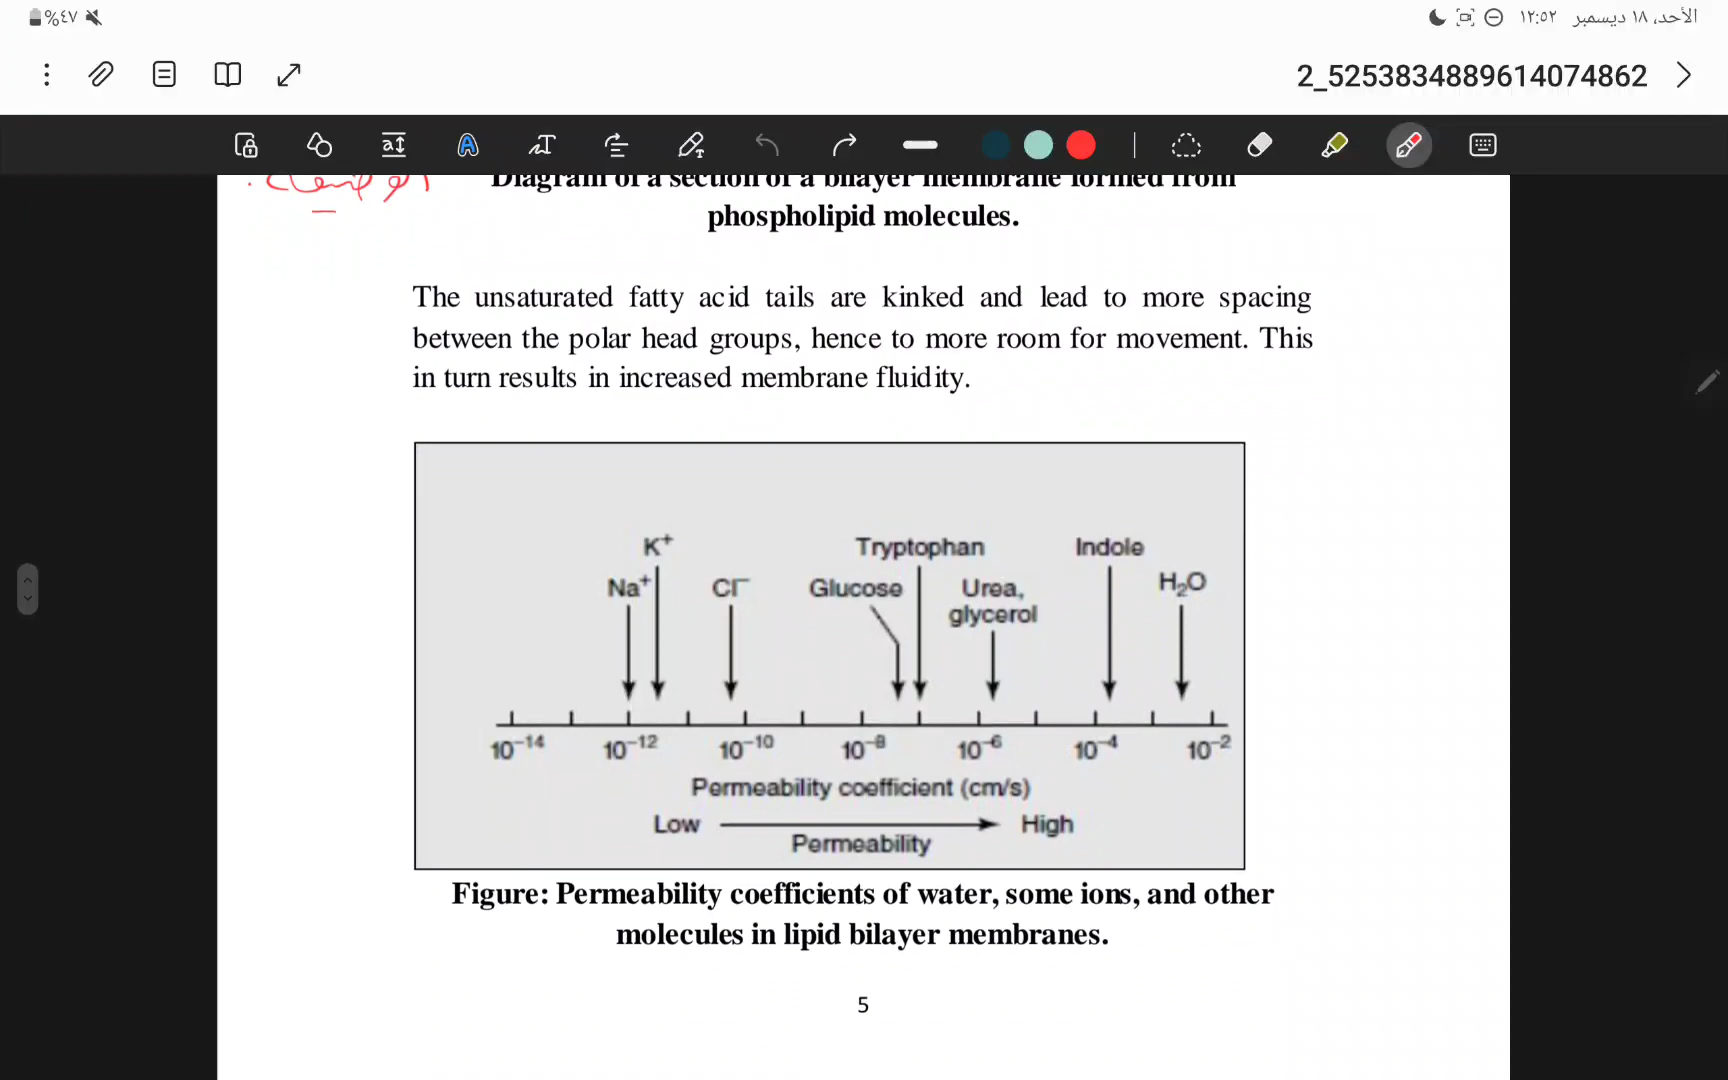 %٤٧
الأحد، ١٨ ديسمبر ١٢:٥٢
2_5253834889614074862
Diagram of a section of a bilayer membrane formed from
phospholipid molecules.
The unsaturated fatty acid tails are kinked and lead to more spacing
between the polar head groups, hence to more room for movement. This
in turn results in increased membrane fluidity.
K⁺ Tryptophan Indole
Na⁺ Cl⁻ Glucose Urea, H₂O
glycerol
10⁻¹⁴ 10⁻¹² 10⁻¹⁰ 10⁻⁸ 10⁻⁶ 10⁻⁴ 10⁻²
Permeability coefficient (cm/s)
Low High
Permeability
Figure: Permeability coefficients of water, some ions, and other
molecules in lipid bilayer membranes.
5